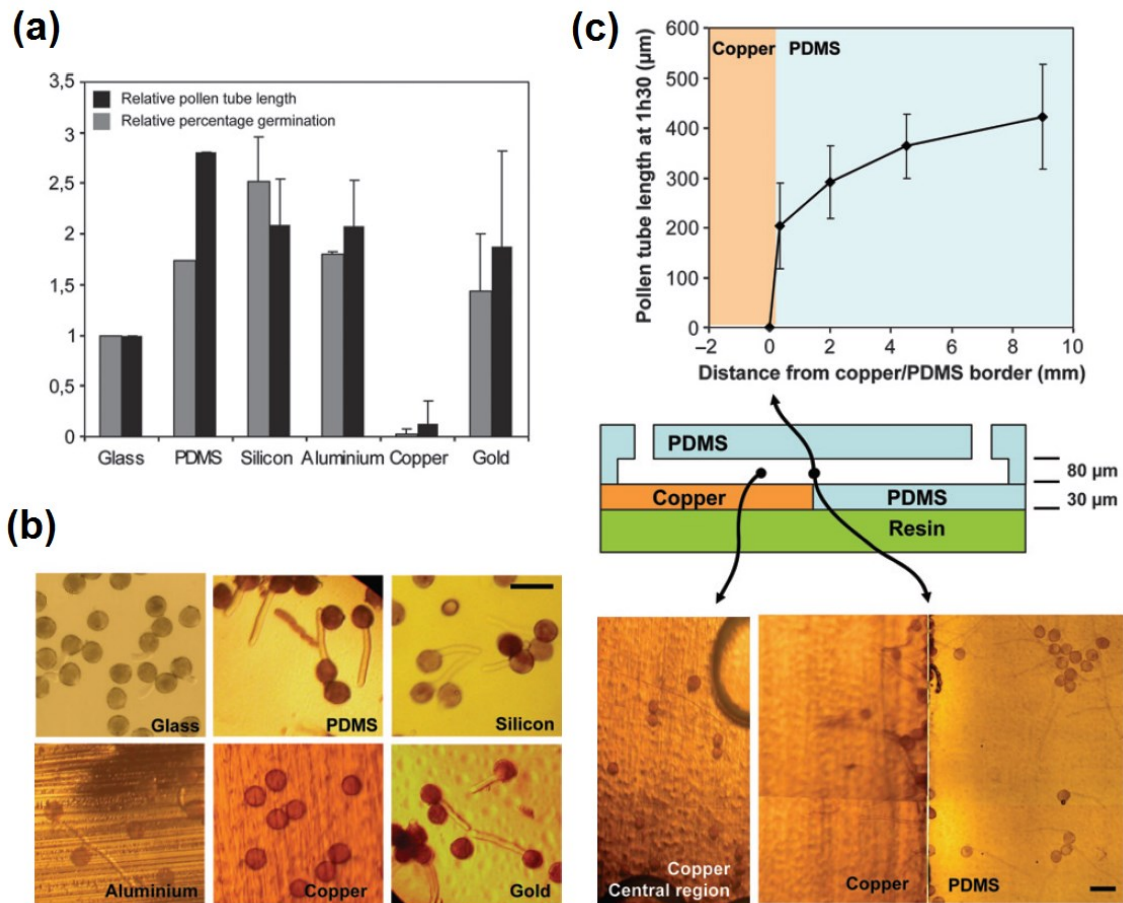 (a)
3,5
3
2,5
2
1,5
1
0,5
0
Relative pollen tube length
Relative percentage germination
Glass PDMS Silicon Aluminium Copper Gold
(b)
Glass
PDMS
Silicon
Aluminium
Copper
Gold
(c)
Pollen tube length at 1h30 (µm)
600
500
400
300
200
100
0
Copper PDMS
–2 0 2 4 6 8 10
Distance from copper/PDMS border (mm)
PDMS
80 µm
Copper PDMS
30 µm
Resin
Copper
Central region
Copper PDMS